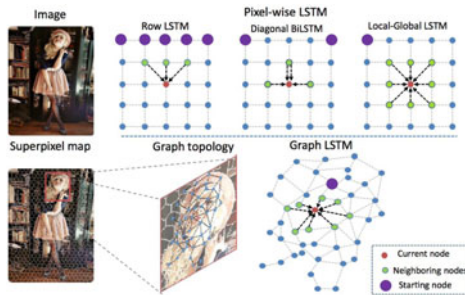 Image
Pixel-wise LSTM
Row LSTM
Diagonal BiLSTM
Local-Global LSTM
Superpixel map
Graph topology
Graph LSTM
Current node
Neighboring nodes
Starting node